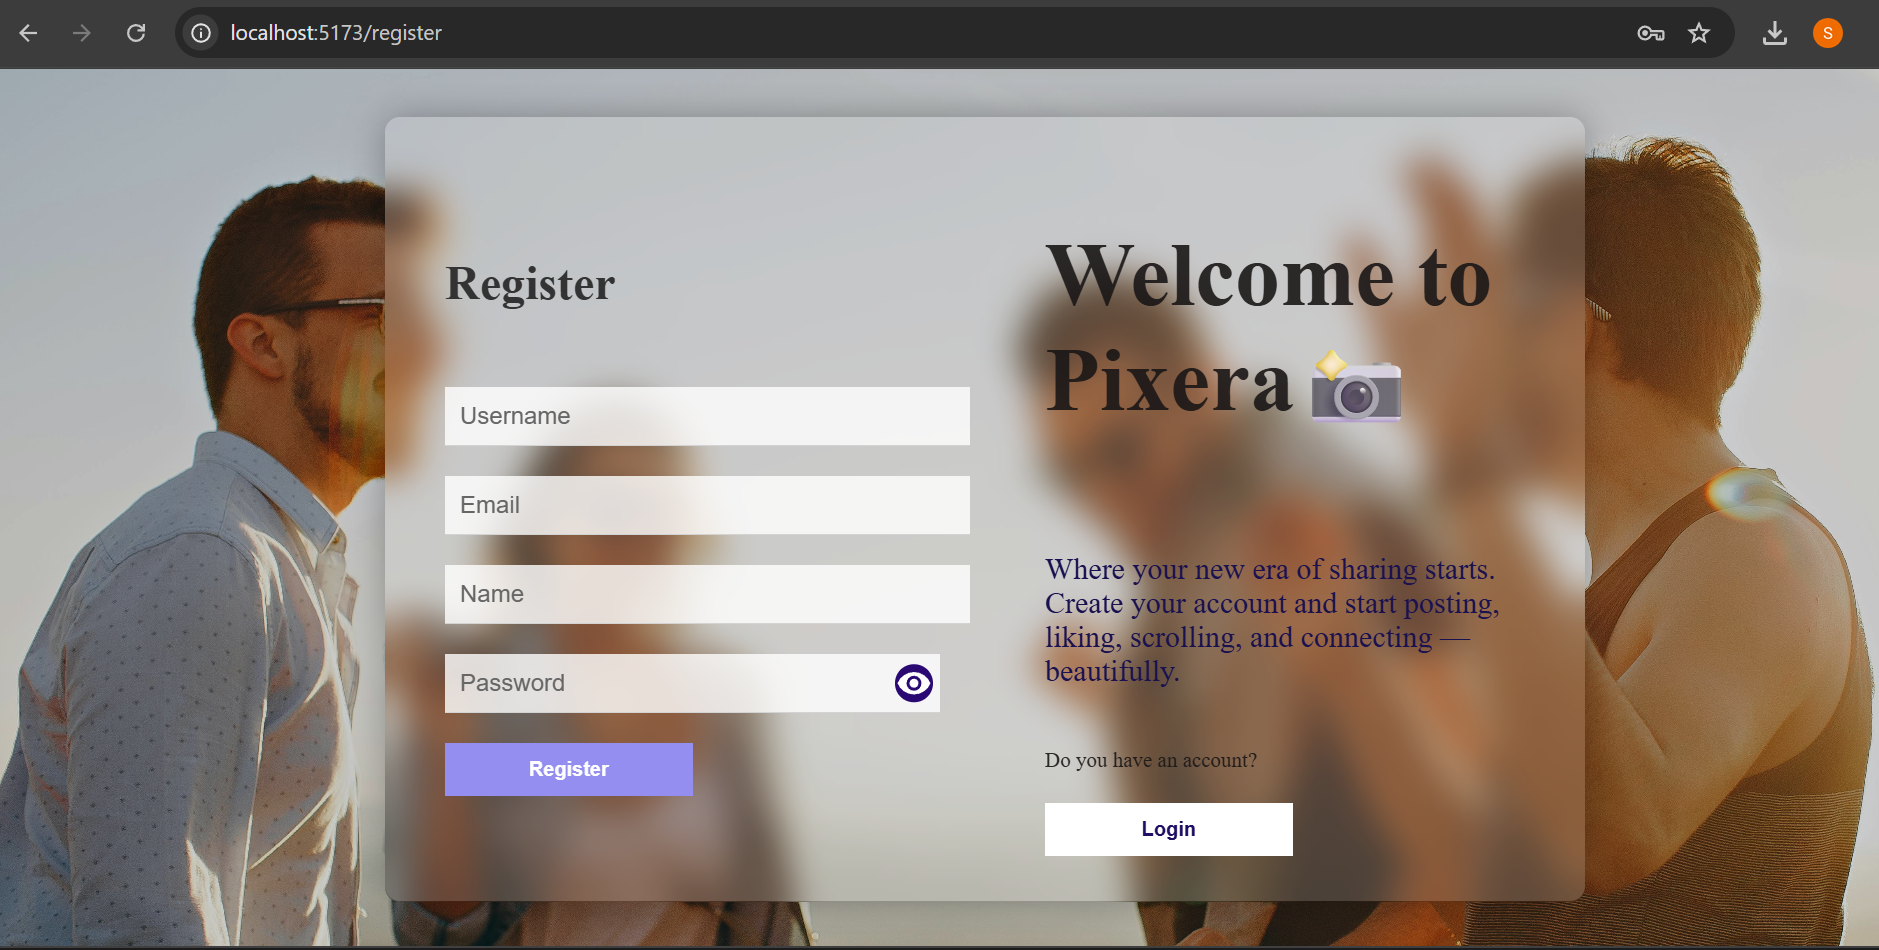 localhost:5173/register
S
Register
Username
Email
Name
Password
Register
Welcome to
Pixera
Where your new era of sharing starts.
Create your account and start posting,
liking, scrolling, and connecting —
beautifully.
Do you have an account?
Login